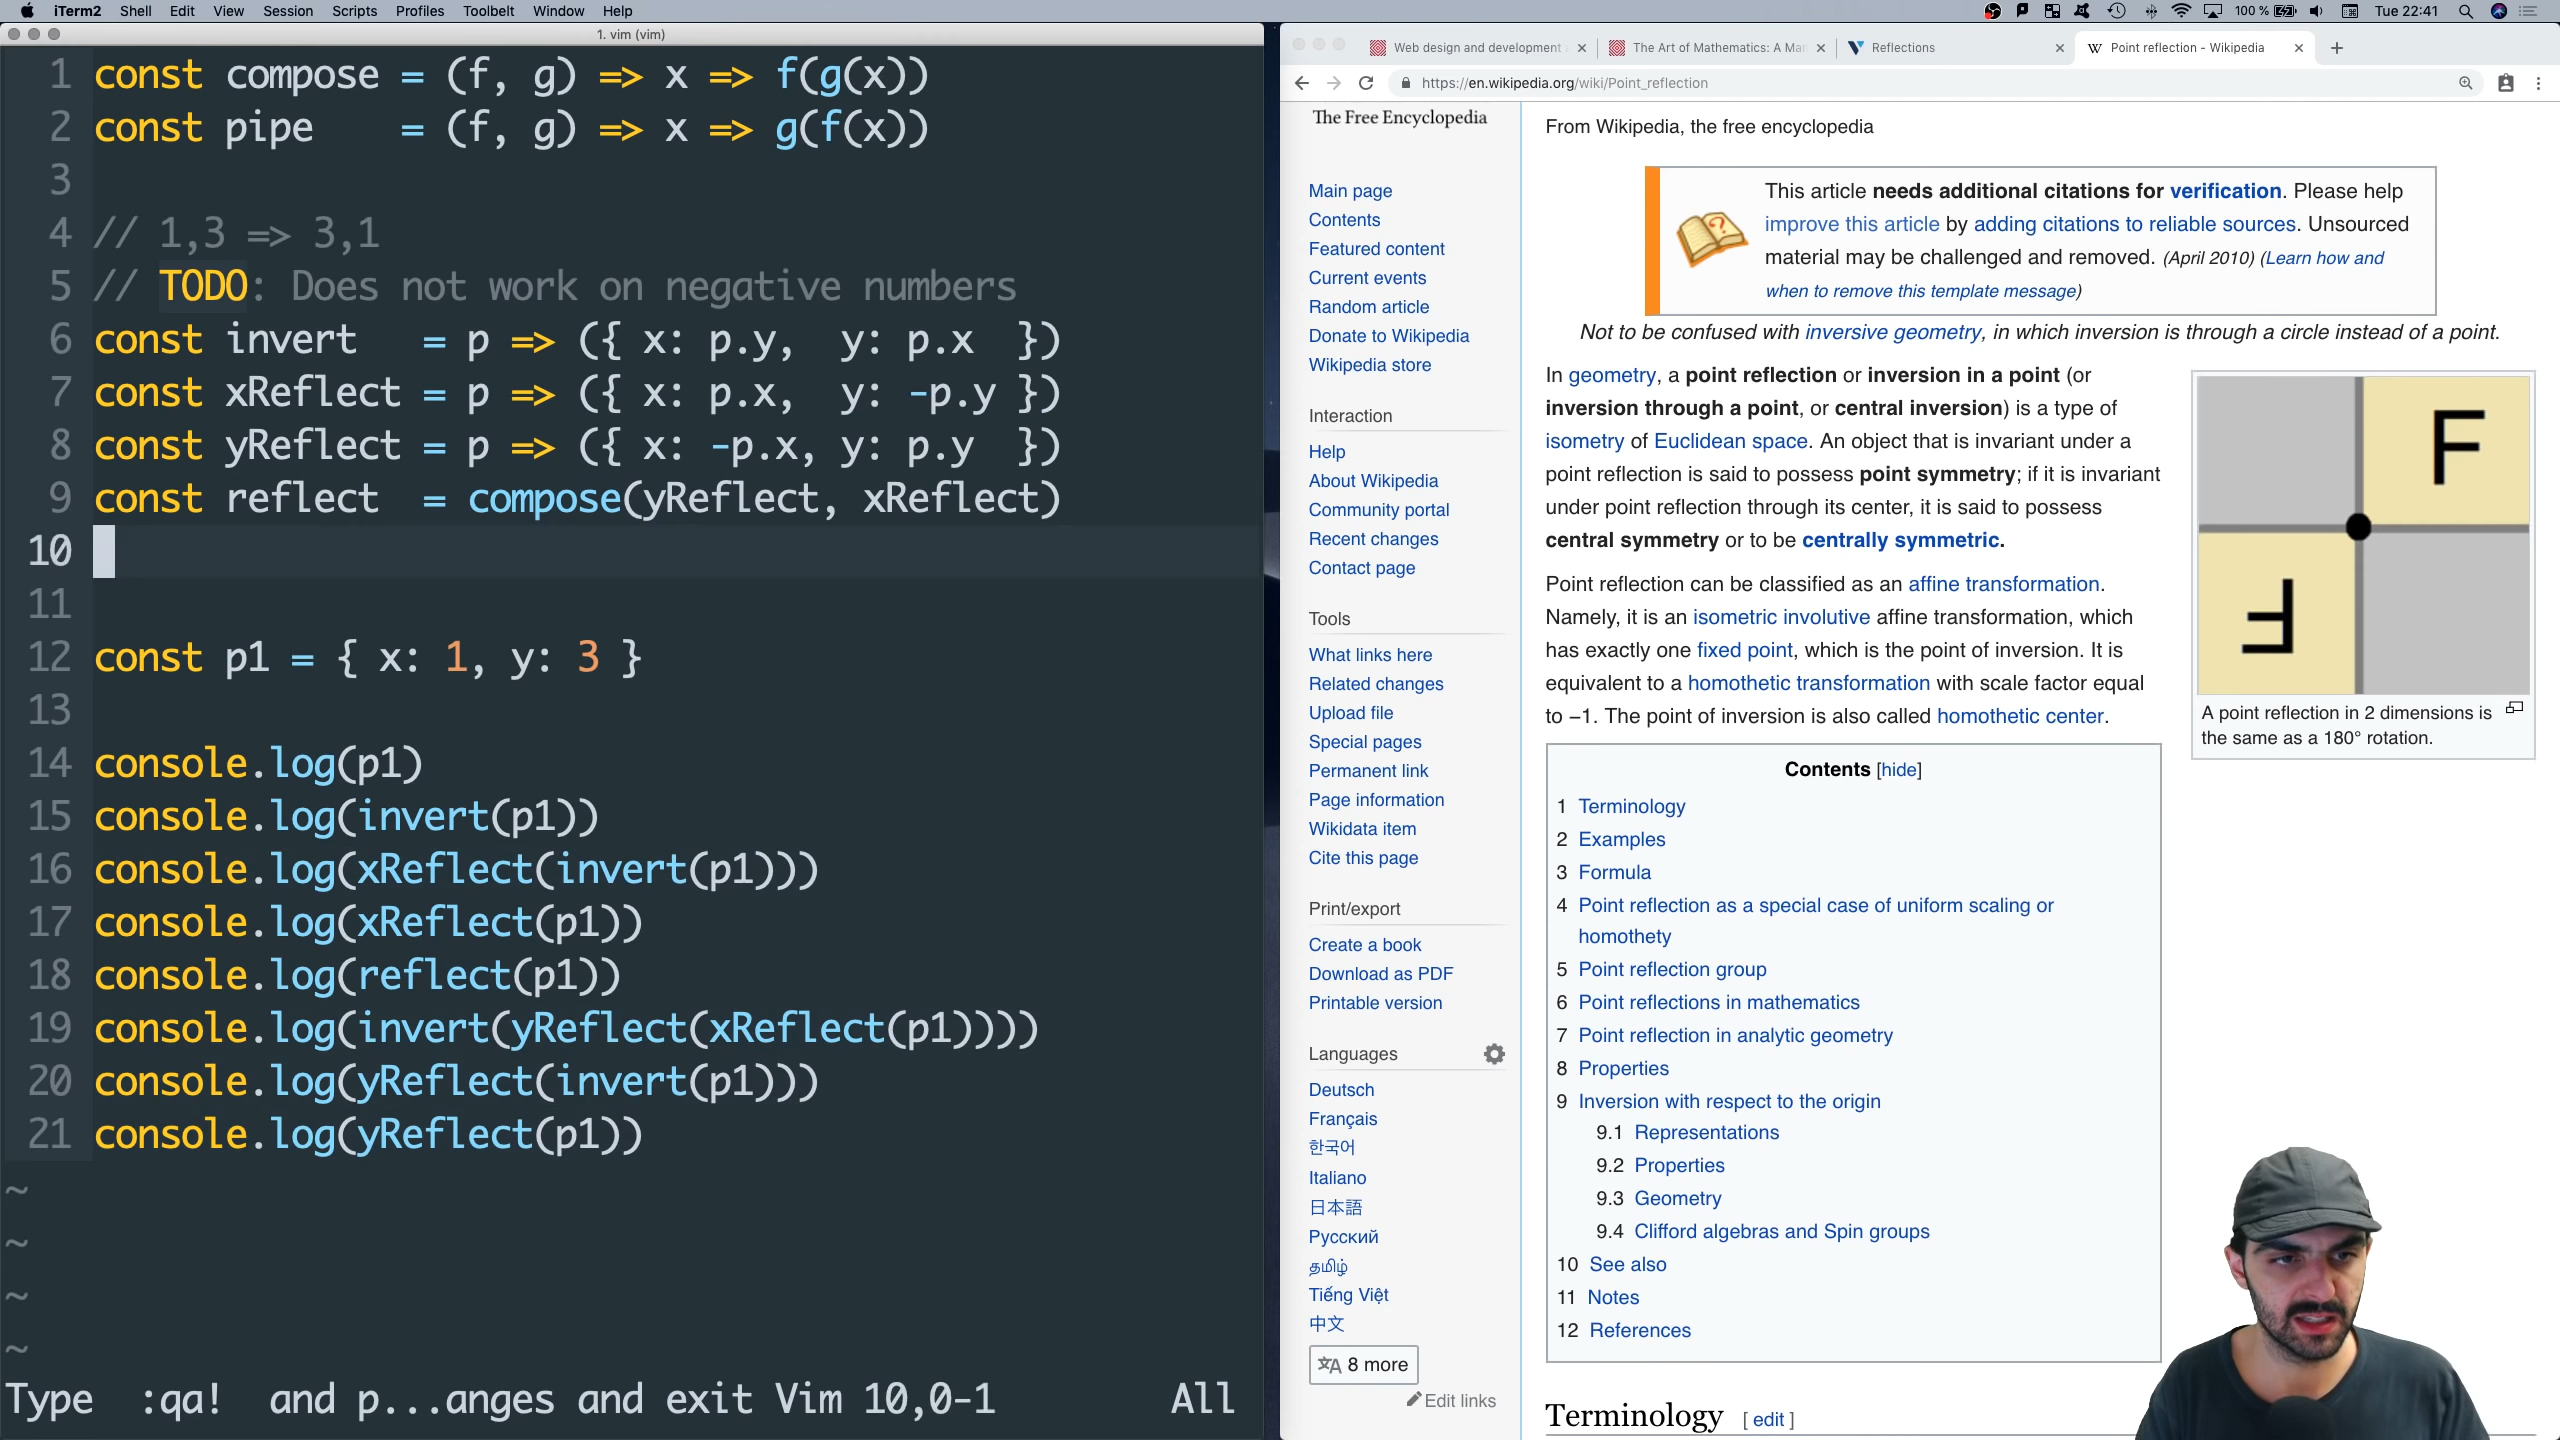 iTerm2 Shell Edit View Session Scripts Profiles Toolbelt Window Help
100 % Tue 22:41
1. vim (vim)
1 const compose = (f, g) => x => f(g(x))
2 const pipe    = (f, g) => x => g(f(x))
3
4 // 1,3 => 3,1
5 // TODO: Does not work on negative numbers
6 const invert   = p => ({ x: p.y,  y: p.x  })
7 const xReflect = p => ({ x: p.x,  y: -p.y })
8 const yReflect = p => ({ x: -p.x, y: p.y  })
9 const reflect  = compose(yReflect, xReflect)
10
11
12 const p1 = { x: 1, y: 3 }
13
14 console.log(p1)
15 console.log(invert(p1))
16 console.log(xReflect(invert(p1)))
17 console.log(xReflect(p1))
18 console.log(reflect(p1))
19 console.log(invert(yReflect(xReflect(p1))))
20 console.log(yReflect(invert(p1)))
21 console.log(yReflect(p1))
~
~
~
~
Type  :qa!  and p...anges and exit Vim 10,0-1 All
Web design and development
The Art of Mathematics: A Ma
Reflections
Point reflection - Wikipedia
https://en.wikipedia.org/wiki/Point_reflection
The Free Encyclopedia
Main page
Contents
Featured content
Current events
Random article
Donate to Wikipedia
Wikipedia store
Interaction
Help
About Wikipedia
Community portal
Recent changes
Contact page
Tools
What links here
Related changes
Upload file
Special pages
Permanent link
Page information
Wikidata item
Cite this page
Print/export
Create a book
Download as PDF
Printable version
Languages
Deutsch
Français
한국어
Italiano
日本語
Русский
தமிழ்
Tiếng Việt
中文
8 more
Edit links
From Wikipedia, the free encyclopedia
This article needs additional citations for verification. Please help
improve this article by adding citations to reliable sources. Unsourced
material may be challenged and removed. (April 2010) (Learn how and
when to remove this template message)
Not to be confused with inversive geometry, in which inversion is through a circle instead of a point.
In geometry, a point reflection or inversion in a point (or
inversion through a point, or central inversion) is a type of
isometry of Euclidean space. An object that is invariant under a
point reflection is said to possess point symmetry; if it is invariant
under point reflection through its center, it is said to possess
central symmetry or to be centrally symmetric.
Point reflection can be classified as an affine transformation.
Namely, it is an isometric involutive affine transformation, which
has exactly one fixed point, which is the point of inversion. It is
equivalent to a homothetic transformation with scale factor equal
to −1. The point of inversion is also called homothetic center.
F
F
A point reflection in 2 dimensions is
the same as a 180° rotation.
Contents [hide]
1 Terminology
2 Examples
3 Formula
4 Point reflection as a special case of uniform scaling or
homothety
5 Point reflection group
6 Point reflections in mathematics
7 Point reflection in analytic geometry
8 Properties
9 Inversion with respect to the origin
9.1 Representations
9.2 Properties
9.3 Geometry
9.4 Clifford algebras and Spin groups
10 See also
11 Notes
12 References
Terminology [ edit ]